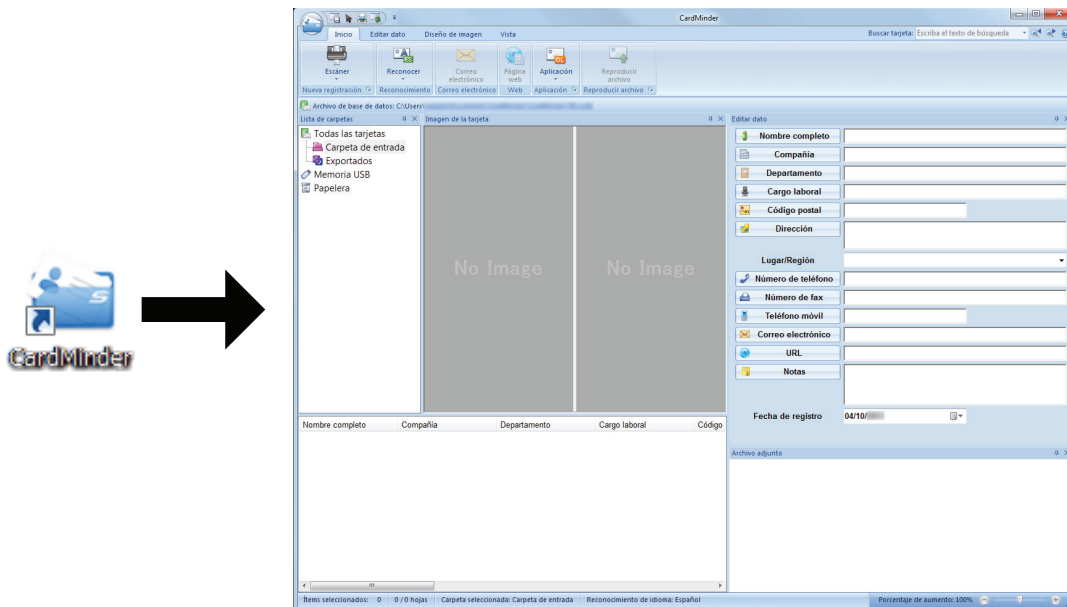 CardMinder
CardMinder
Inicio Editar dato Diseño de imagen Vista
Buscar tarjeta: Escriba el texto de búsqueda
Escáner Reconocer Correo electrónico Página web Aplicación Reproducir archivo
Nueva registración Reconocimiento Correo electrónico Web Aplicación Reproducir archivo
Archivo de base de datos: C:\Users\
Lista de carpetas
Todas las tarjetas
Carpeta de entrada
Exportados
Memoria USB
Papelera
Imagen de la tarjeta
No Image No Image
Editar dato
Nombre completo
Compañía
Departamento
Cargo laboral
Código postal
Dirección
Lugar/Región
Número de teléfono
Número de fax
Teléfono móvil
Correo electrónico
URL
Notas
Fecha de registro 04/10/
Nombre completo Compañía Departamento Cargo laboral Código
Archivo adjunto
Ítems seleccionados: 0 0 / 0 hojas Carpeta seleccionada: Carpeta de entrada Reconocimiento de idioma: Español Porcentaje de aumento: 100%